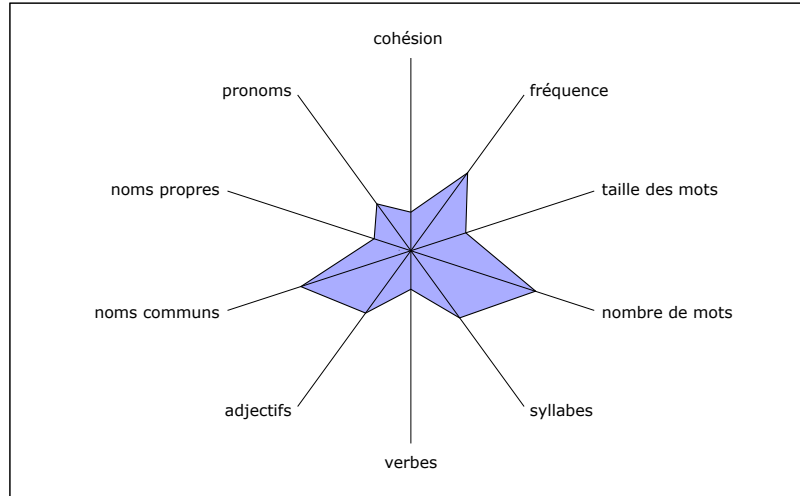 cohésion
pronoms
fréquence
noms propres
taille des mots
noms communs
nombre de mots
adjectifs
syllabes
verbes